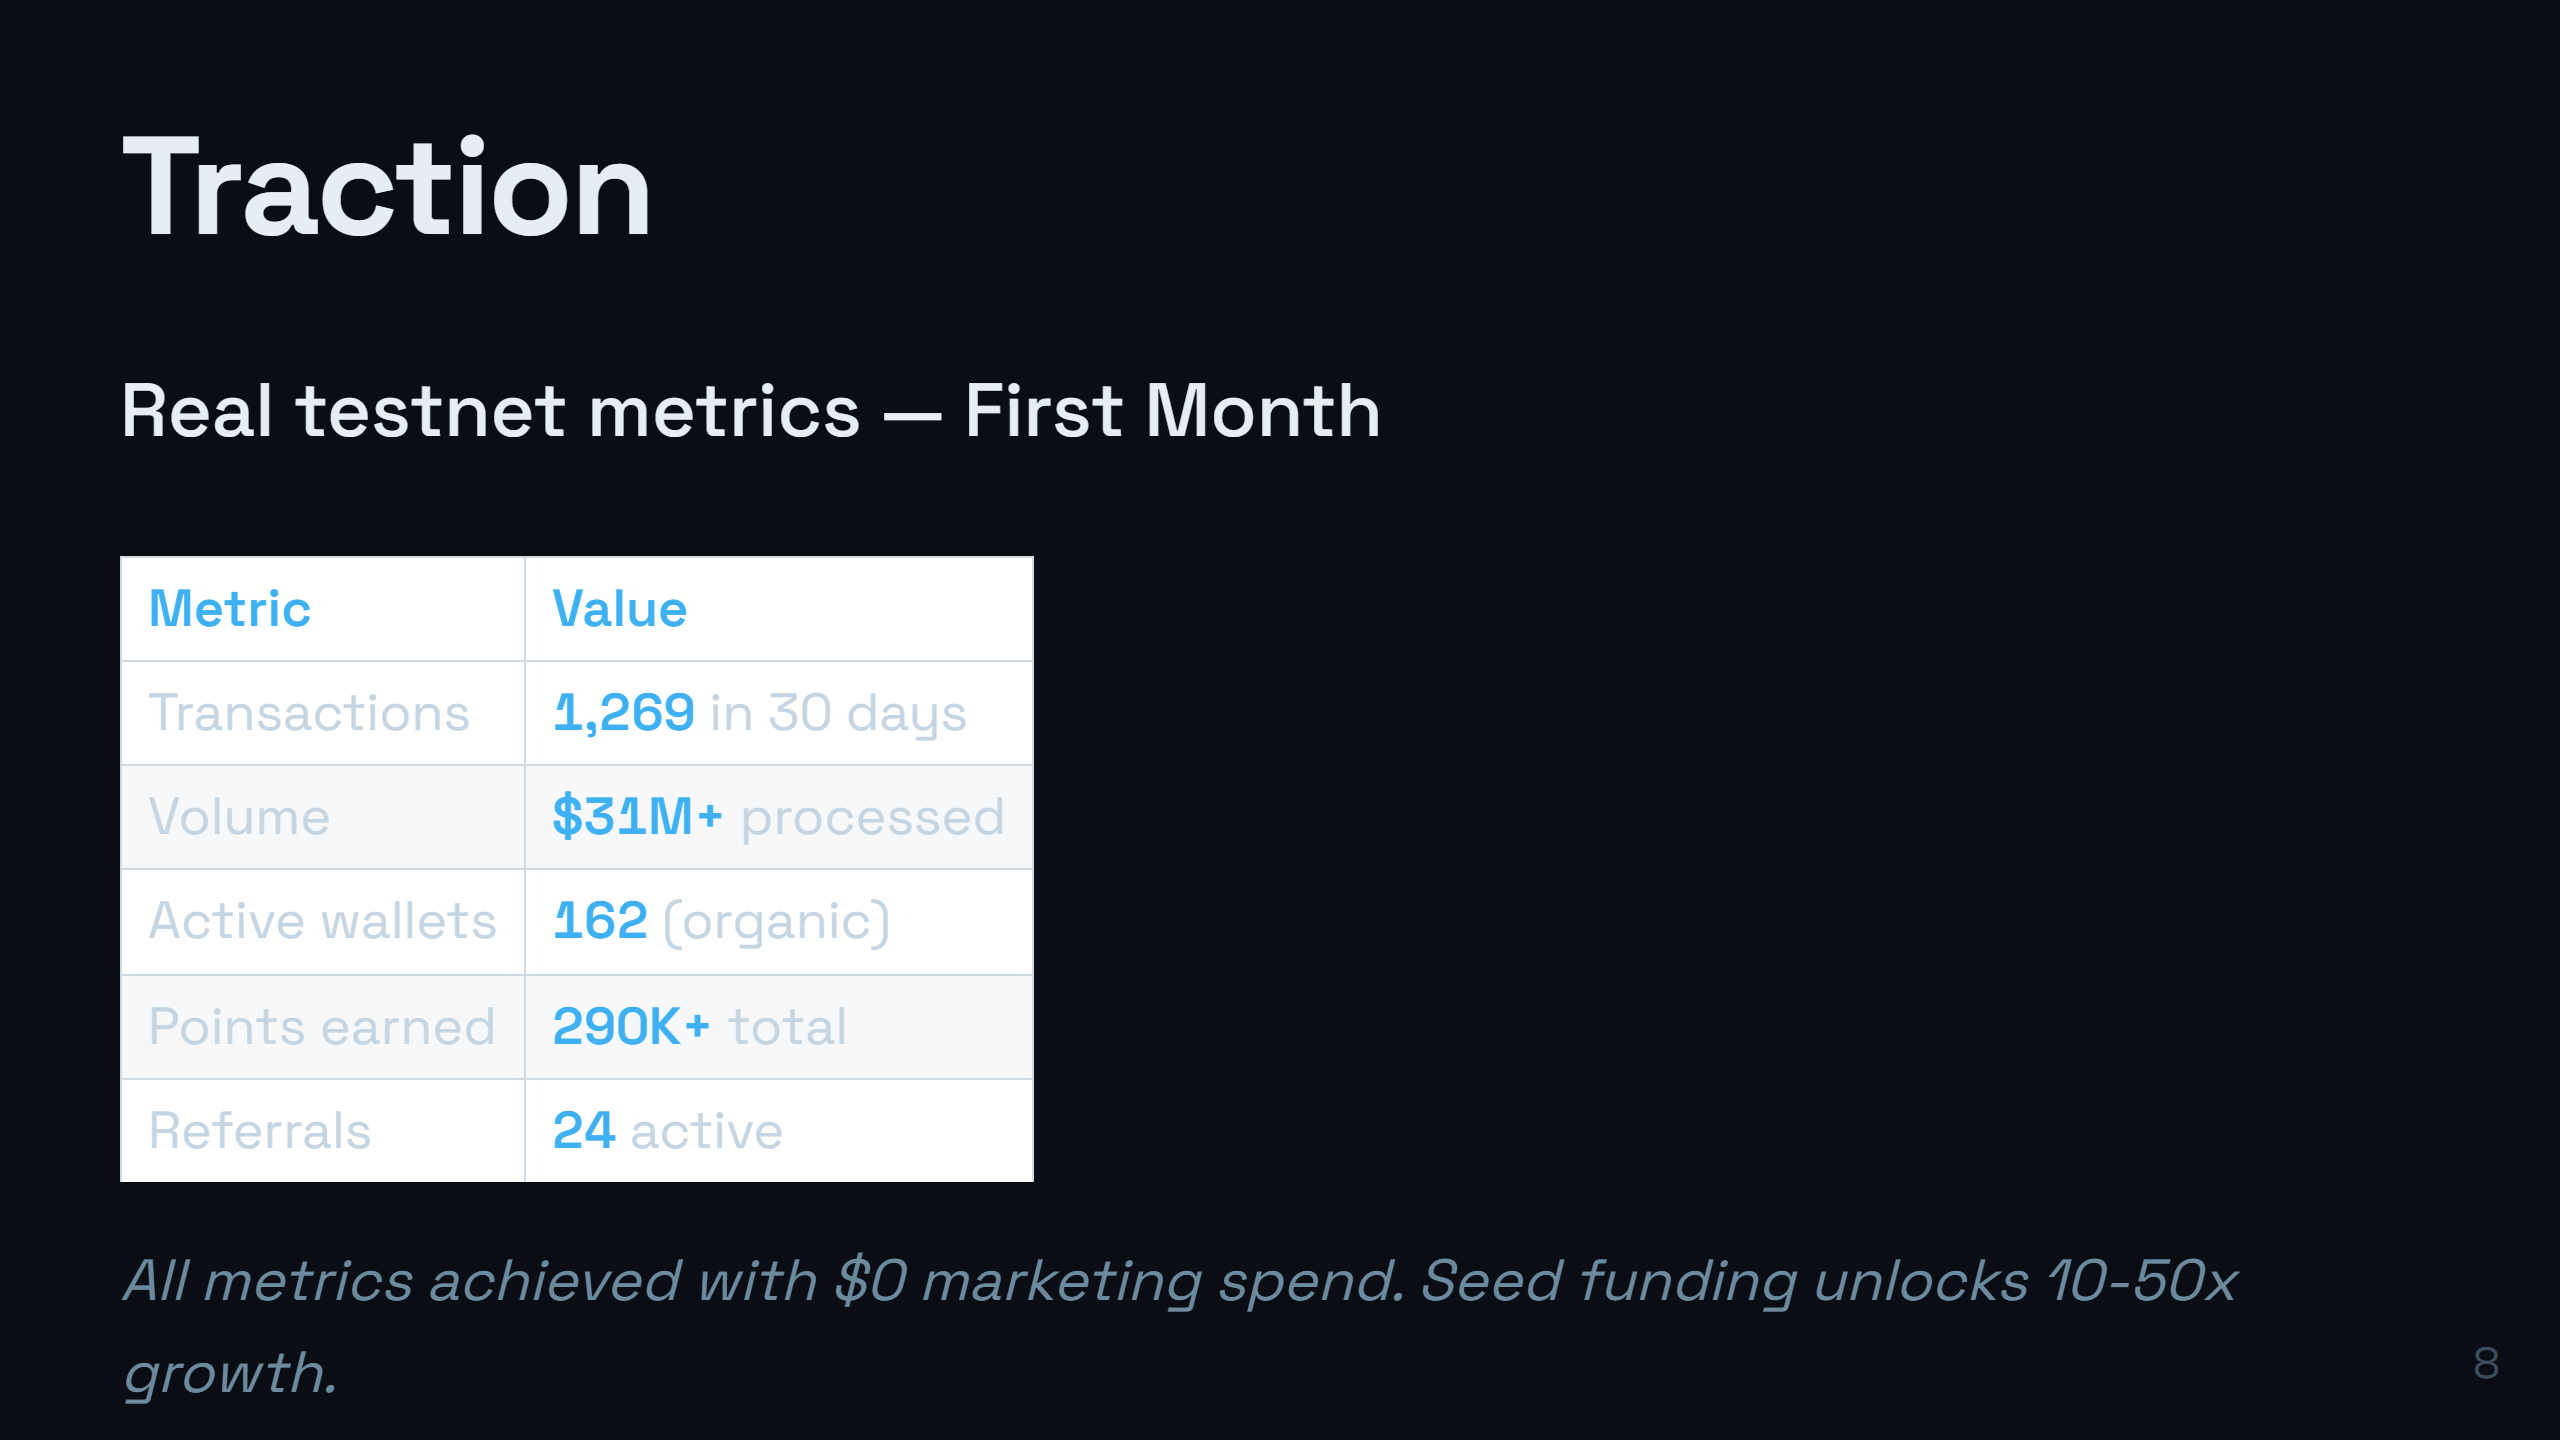 Traction
Real testnet metrics — First Month
Metric Value
Transactions 1,269 in 30 days
Volume $31M+ processed
Active wallets 162 (organic)
Points earned 290K+ total
Referrals 24 active
All metrics achieved with $0 marketing spend. Seed funding unlocks 10-50x
growth.
8